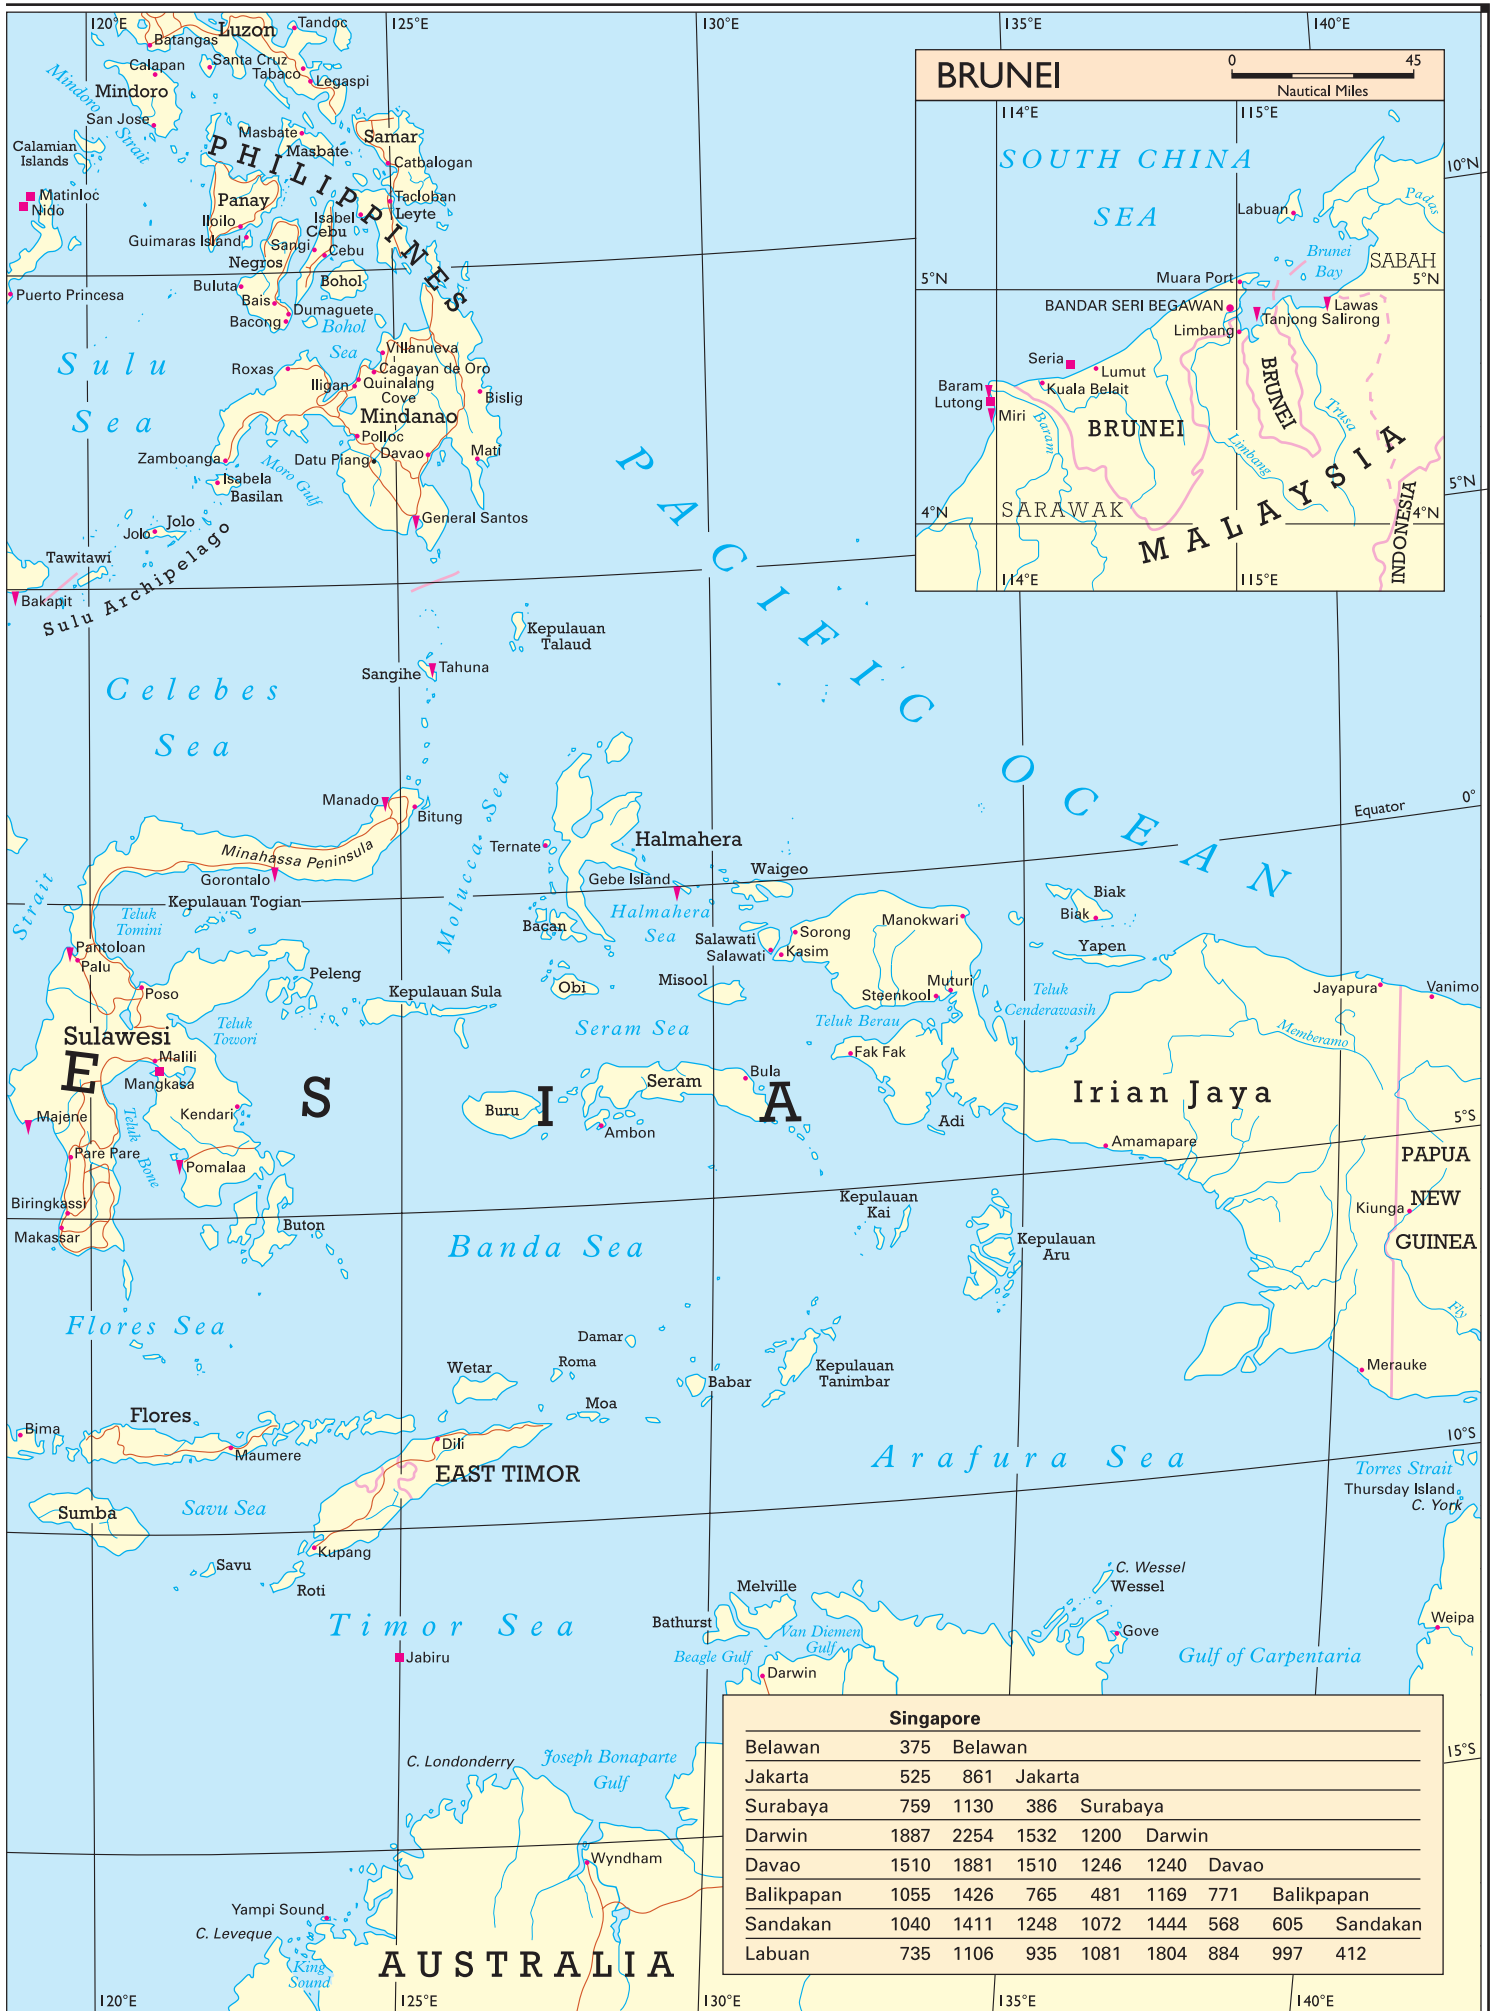 120°E
125°E
130°E
135°E
140°E
Tandoc
Luzon
Batangas
Santa Cruz
Calapan
Tabaco
Legaspi
Mindoro
Mindoro Strait
San Jose
Masbate
Masbate
Samar
Calamian
Islands
PHILIPPINES
Catbalogan
Matinloc
Nido
Panay
Tacloban
Leyte
Iloilo
Isabel
Cebu
Guimaras Island
Sangi
Cebu
Negros
Bohol
Buluta
Puerto Princesa
Bais
Dumaguete
Bacong
Bohol
Sea
Sulu
Sea
Villanueva
Roxas
Cagayan de Oro
Iligan
Quinalang
Cove
Bislig
Mindanao
Polloc
Zamboanga
Moro Gulf
Datu Piang
Davao
Mati
Isabela
Basilan
General Santos
Jolo
Jolo
Tawitawi
Sulu Archipelago
Bakapit
BRUNEI
0
45
Nautical Miles
114°E
115°E
SOUTH CHINA
SEA
Labuan
Padas
Brunei
Bay
SABAH
5°N
5°N
Muara Port
BANDAR SERI BEGAWAN
Lawas
Tanjong Salirong
Limbang
Seria
Lumut
Kuala Belait
Baram
Lutong
Miri
Baram
BRUNEI
BRUNEI
Limbang
Trusa
MALAYSIA
SARAWAK
INDONESIA
4°N
4°N
114°E
115°E
10°N
5°N
PACIFIC OCEAN
Kepulauan
Talaud
Sangihe
Tahuna
Celebes
Sea
Manado
Bitung
Molucca Sea
Equator
0°
Minahassa Peninsula
Gorontalo
Ternate
Halmahera
Gebe Island
Waigeo
Strait
Kepulauan Togian
Teluk
Tomini
Bacan
Halmahera
Sea
Manokwari
Biak
Biak
Sorong
Salawati
Salawati
Kasim
Yapen
Pantoloan
Palu
Poso
Peleng
Kepulauan Sula
Obi
Misool
Muturi
Steenkool
Teluk
Cenderawasih
Jayapura
Vanimo
Teluk
Towori
Seram Sea
Teluk Berau
Memberamo
Sulawesi
ESIA
Malili
Mangkasa
Fak Fak
Seram
Bula
Irian Jaya
Buru
Kendari
Majene
Teluk Bone
Ambon
Adi
5°S
Amamapare
Pare Pare
Pomalaa
PAPUA
NEW
GUINEA
Biringkassi
Makassar
Buton
Kepulauan
Kai
Kiunga
Banda Sea
Kepulauan
Aru
Flores Sea
Fly
Damar
Wetar
Roma
Babar
Kepulauan
Tanimbar
Merauke
Moa
Bima
Flores
Maumere
Dili
EAST TIMOR
Arafura Sea
10°S
Torres Strait
Thursday Island
C. York
Sumba
Savu Sea
Kupang
Savu
Roti
C. Wessel
Wessel
Timor Sea
Melville
Bathurst
Van Diemen
Gulf
Beagle Gulf
Gove
Weipa
Gulf of Carpentaria
Jabiru
Darwin
Singapore
Belawan 375 Belawan
Jakarta 525 861 Jakarta
Surabaya 759 1130 386 Surabaya
Darwin 1887 2254 1532 1200 Darwin
Davao 1510 1881 1510 1246 1240 Davao
Balikpapan 1055 1426 765 481 1169 771 Balikpapan
Sandakan 1040 1411 1248 1072 1444 568 605 Sandakan
Labuan 735 1106 935 1081 1804 884 997 412
15°S
C. Londonderry
Joseph Bonaparte
Gulf
Wyndham
Yampi Sound
C. Leveque
King
Sound
AUSTRALIA
120°E
125°E
130°E
135°E
140°E